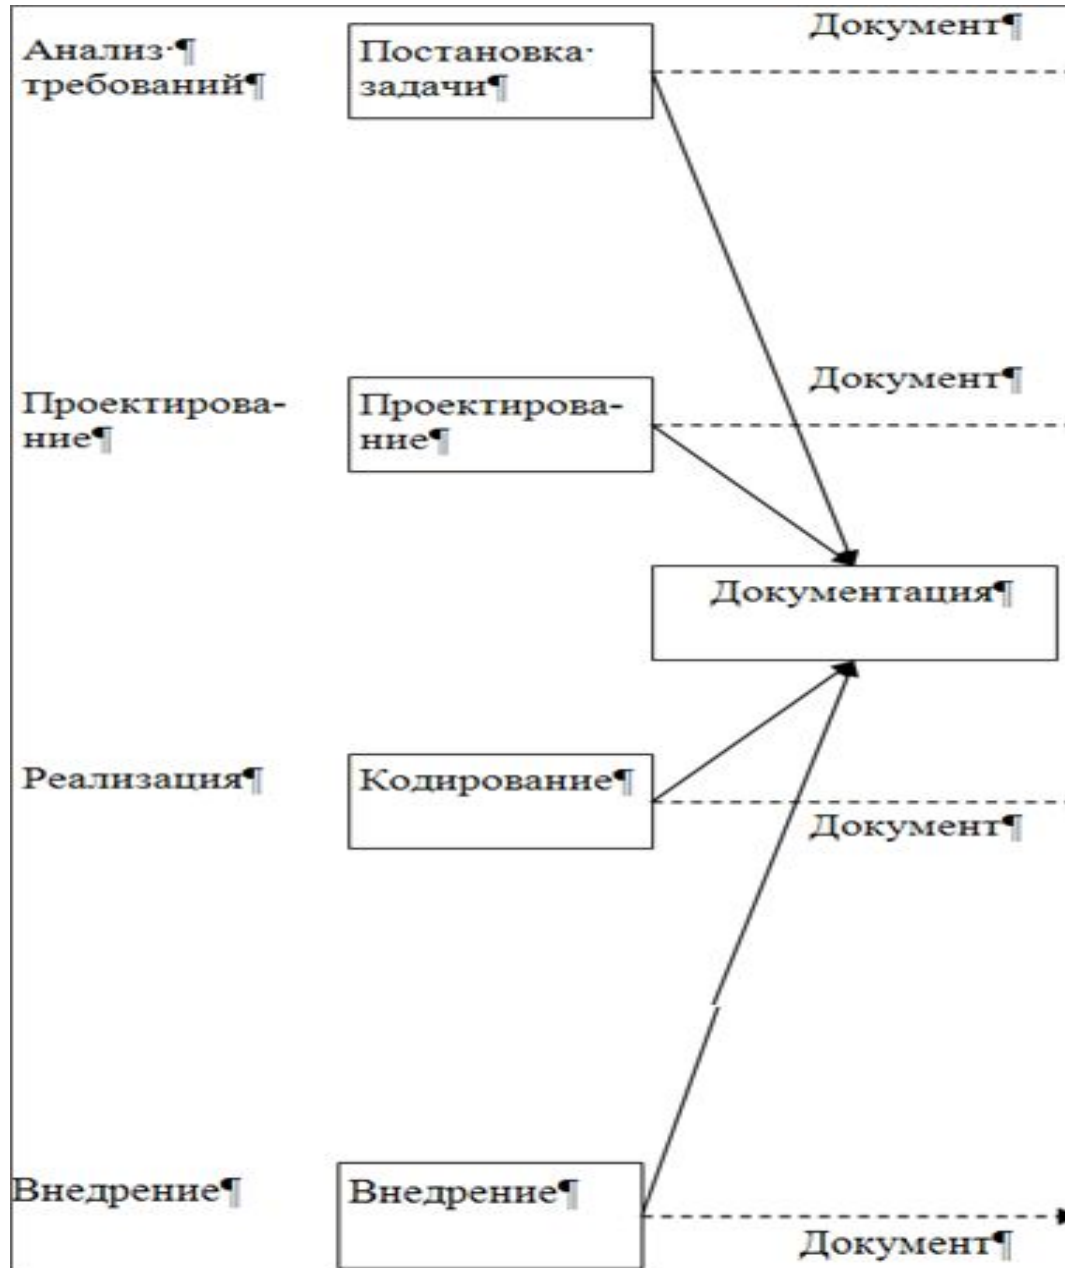 Документ¶
Анализ·¶
требований¶
Постановка·
задачи¶
Документ¶
Проектирова-
ние¶
Проектирова-
ние¶
Документация¶
Реализация¶
Кодирование¶
Документ¶
Внедрение¶
Внедрение¶
Документ¶